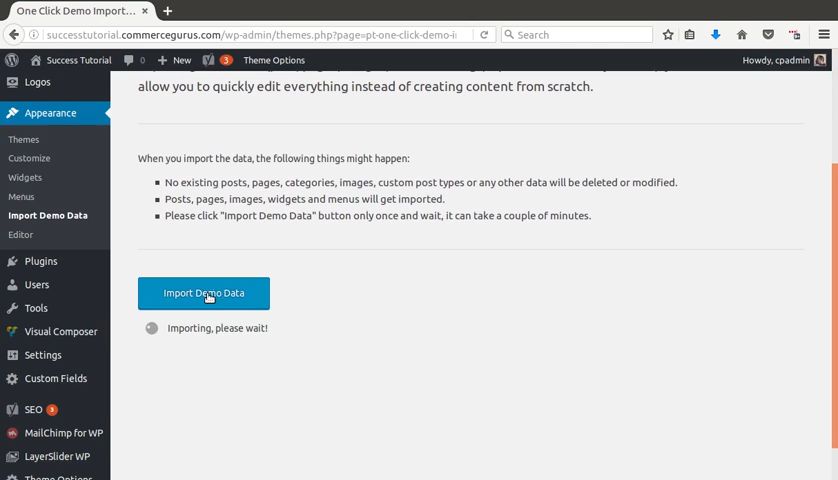 One Click Demo Import...
successtutorial.commercegurus.com/wp-admin/themes.php?page=pt-one-click-demo-i
Search
Success Tutorial
0
New
3
Theme Options
Howdy, cpadmin
Logos
Appearance
Themes
Customize
Widgets
Menus
Import Demo Data
Editor
Plugins
Users
Tools
Visual Composer
Settings
Custom Fields
SEO 3
MailChimp for WP
LayerSlider WP
Theme Options
allow you to quickly edit everything instead of creating content from scratch.
When you import the data, the following things might happen:
No existing posts, pages, categories, images, custom post types or any other data will be deleted or modified.
Posts, pages, images, widgets and menus will get imported.
Please click "Import Demo Data" button only once and wait, it can take a couple of minutes.
Import Demo Data
Importing, please wait!